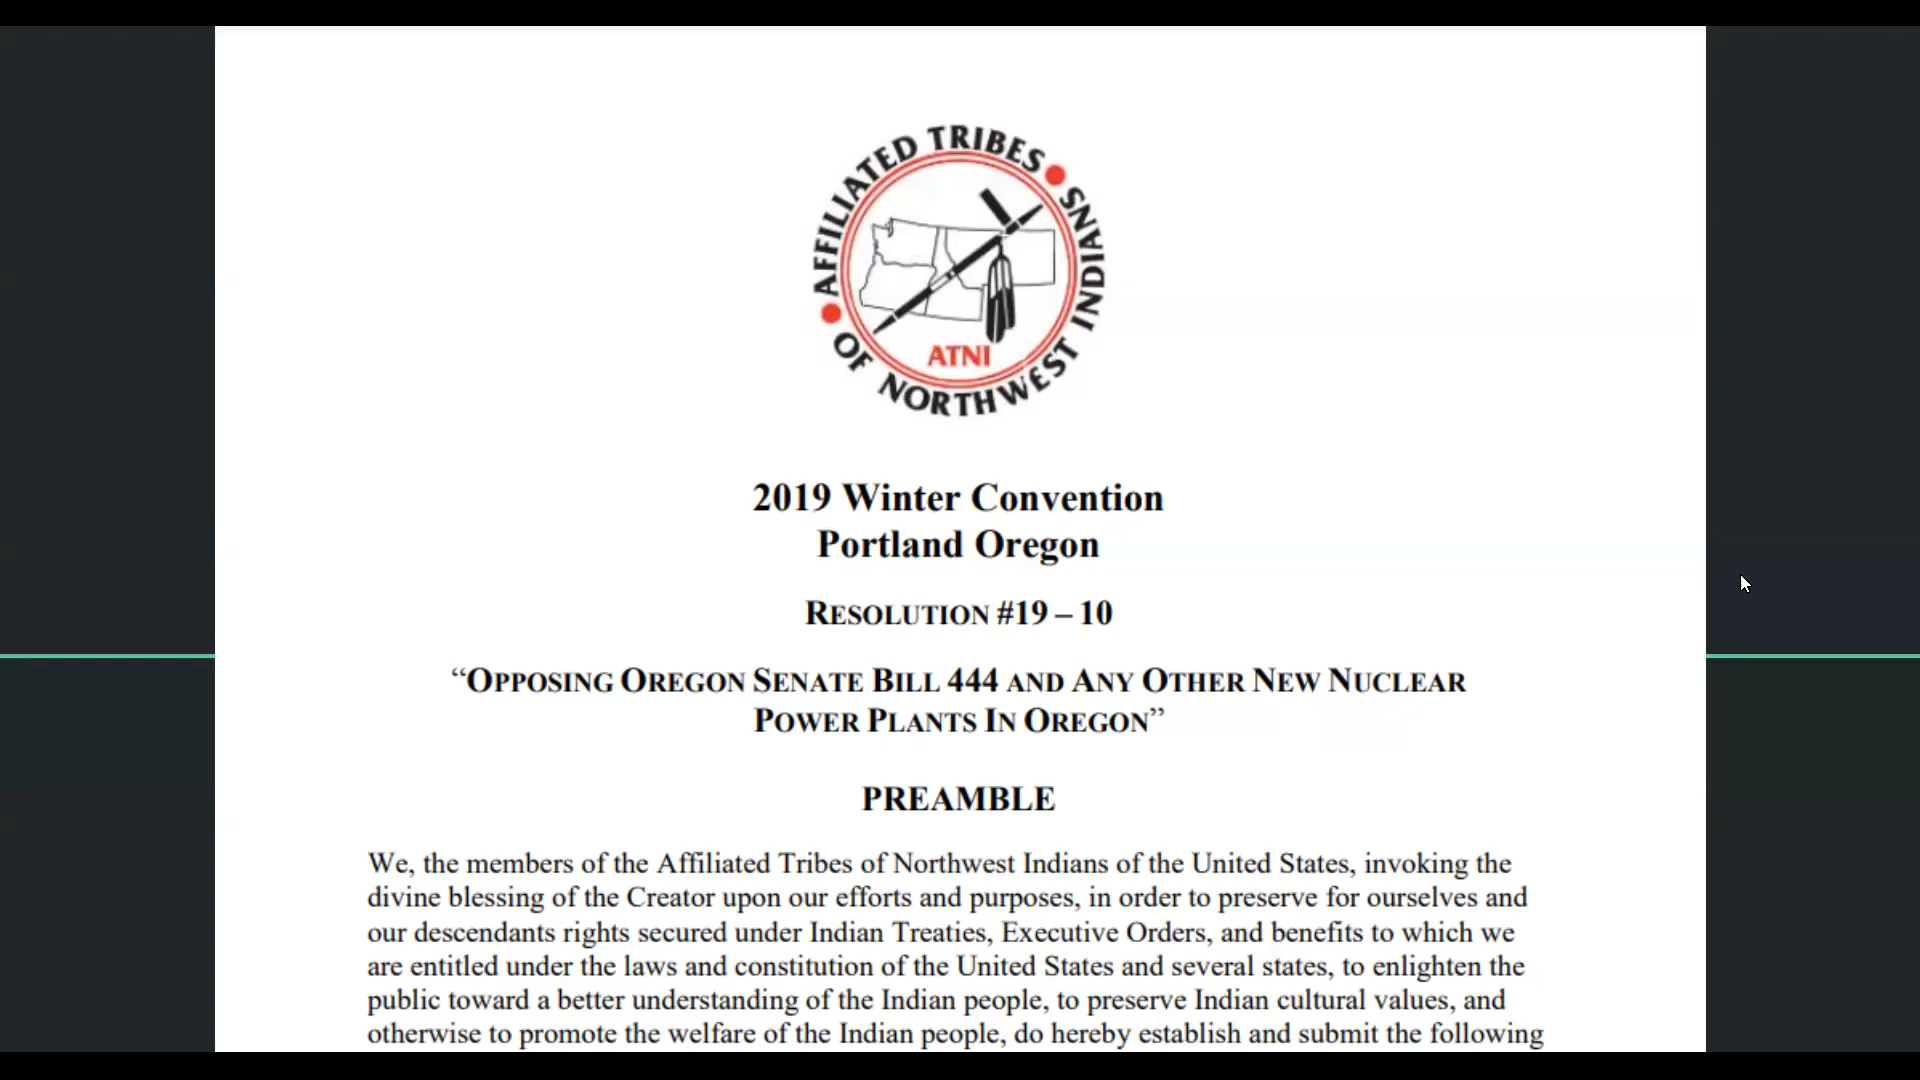 AFFILIATED TRIBES
OF NORTHWEST INDIANS
ATNI
2019 Winter Convention
Portland Oregon
RESOLUTION #19 – 10
“OPPOSING OREGON SENATE BILL 444 AND ANY OTHER NEW NUCLEAR
POWER PLANTS IN OREGON”
PREAMBLE
We, the members of the Affiliated Tribes of Northwest Indians of the United States, invoking the
divine blessing of the Creator upon our efforts and purposes, in order to preserve for ourselves and
our descendants rights secured under Indian Treaties, Executive Orders, and benefits to which we
are entitled under the laws and constitution of the United States and several states, to enlighten the
public toward a better understanding of the Indian people, to preserve Indian cultural values, and
otherwise to promote the welfare of the Indian people, do hereby establish and submit the following